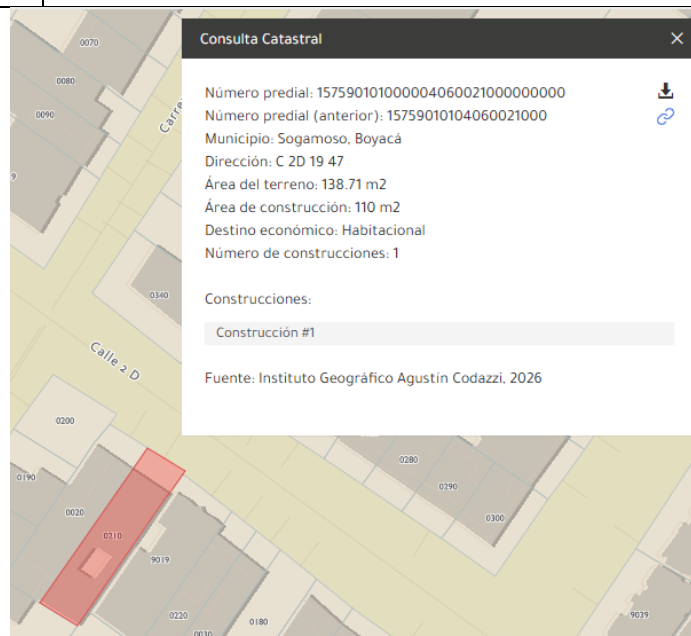 Consulta Catastral
Número predial: 157590101000004060021000000000
Número predial (anterior): 15759010104060021000
Municipio: Sogamoso, Boyacá
Dirección: C 2D 19 47
Área del terreno: 138.71 m2
Área de construcción: 110 m2
Destino económico: Habitacional
Número de construcciones: 1
Construcciones:
Construcción #1
Fuente: Instituto Geográfico Agustín Codazzi, 2026
0070
0080
0090
0340
Calle 2 D
0200
0190
0020
0210
9019
0220
0030
0180
0280
0290
0300
9039